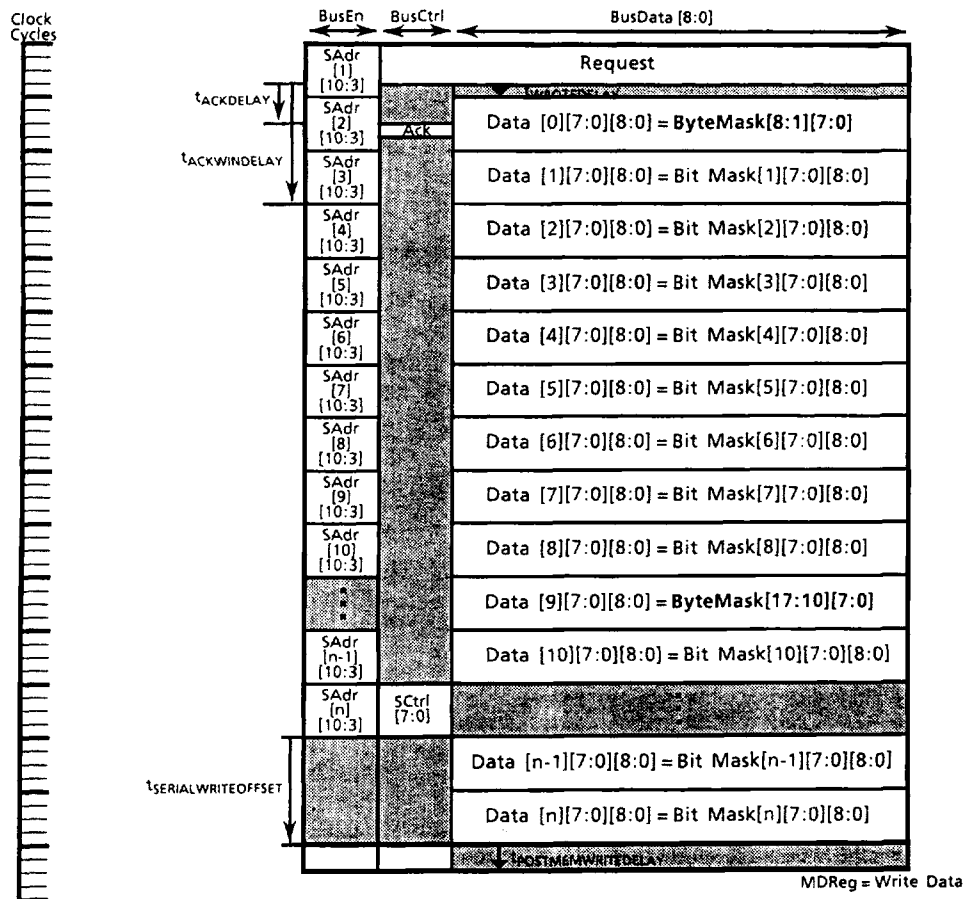 Clock
Cycles
BusEn BusCtrl BusData [8:0]
SAdr
[1]
[10:3]
Request
tACKDELAY
tWRITEDELAY
SAdr
[2]
[10:3]
Ack
Data [0][7:0][8:0] = ByteMask[8:1][7:0]
tACKWINDELAY
SAdr
[3]
[10:3]
Data [1][7:0][8:0] = Bit Mask[1][7:0][8:0]
SAdr
[4]
[10:3]
Data [2][7:0][8:0] = Bit Mask[2][7:0][8:0]
SAdr
[5]
[10:3]
Data [3][7:0][8:0] = Bit Mask[3][7:0][8:0]
SAdr
[6]
[10:3]
Data [4][7:0][8:0] = Bit Mask[4][7:0][8:0]
SAdr
[7]
[10:3]
Data [5][7:0][8:0] = Bit Mask[5][7:0][8:0]
SAdr
[8]
[10:3]
Data [6][7:0][8:0] = Bit Mask[6][7:0][8:0]
SAdr
[9]
[10:3]
Data [7][7:0][8:0] = Bit Mask[7][7:0][8:0]
SAdr
[10]
[10:3]
Data [8][7:0][8:0] = Bit Mask[8][7:0][8:0]
Data [9][7:0][8:0] = ByteMask[17:10][7:0]
SAdr
[n-1]
[10:3]
Data [10][7:0][8:0] = Bit Mask[10][7:0][8:0]
SAdr
[n]
[10:3]
SCtrl
[7:0]
Data [n-1][7:0][8:0] = Bit Mask[n-1][7:0][8:0]
tSERIALWRITEOFFSET
Data [n][7:0][8:0] = Bit Mask[n][7:0][8:0]
tPOSTMEMWRITEDELAY
MDReg = Write Data